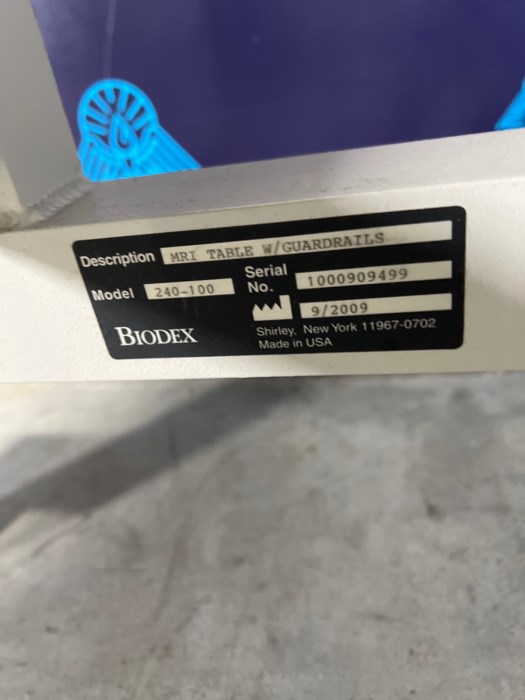 Description MRI TABLE W/GUARDRAILS
Model 240-100
Serial No. 1000909499
9/2009
BIODEX
Shirley, New York 11967-0702
Made in USA